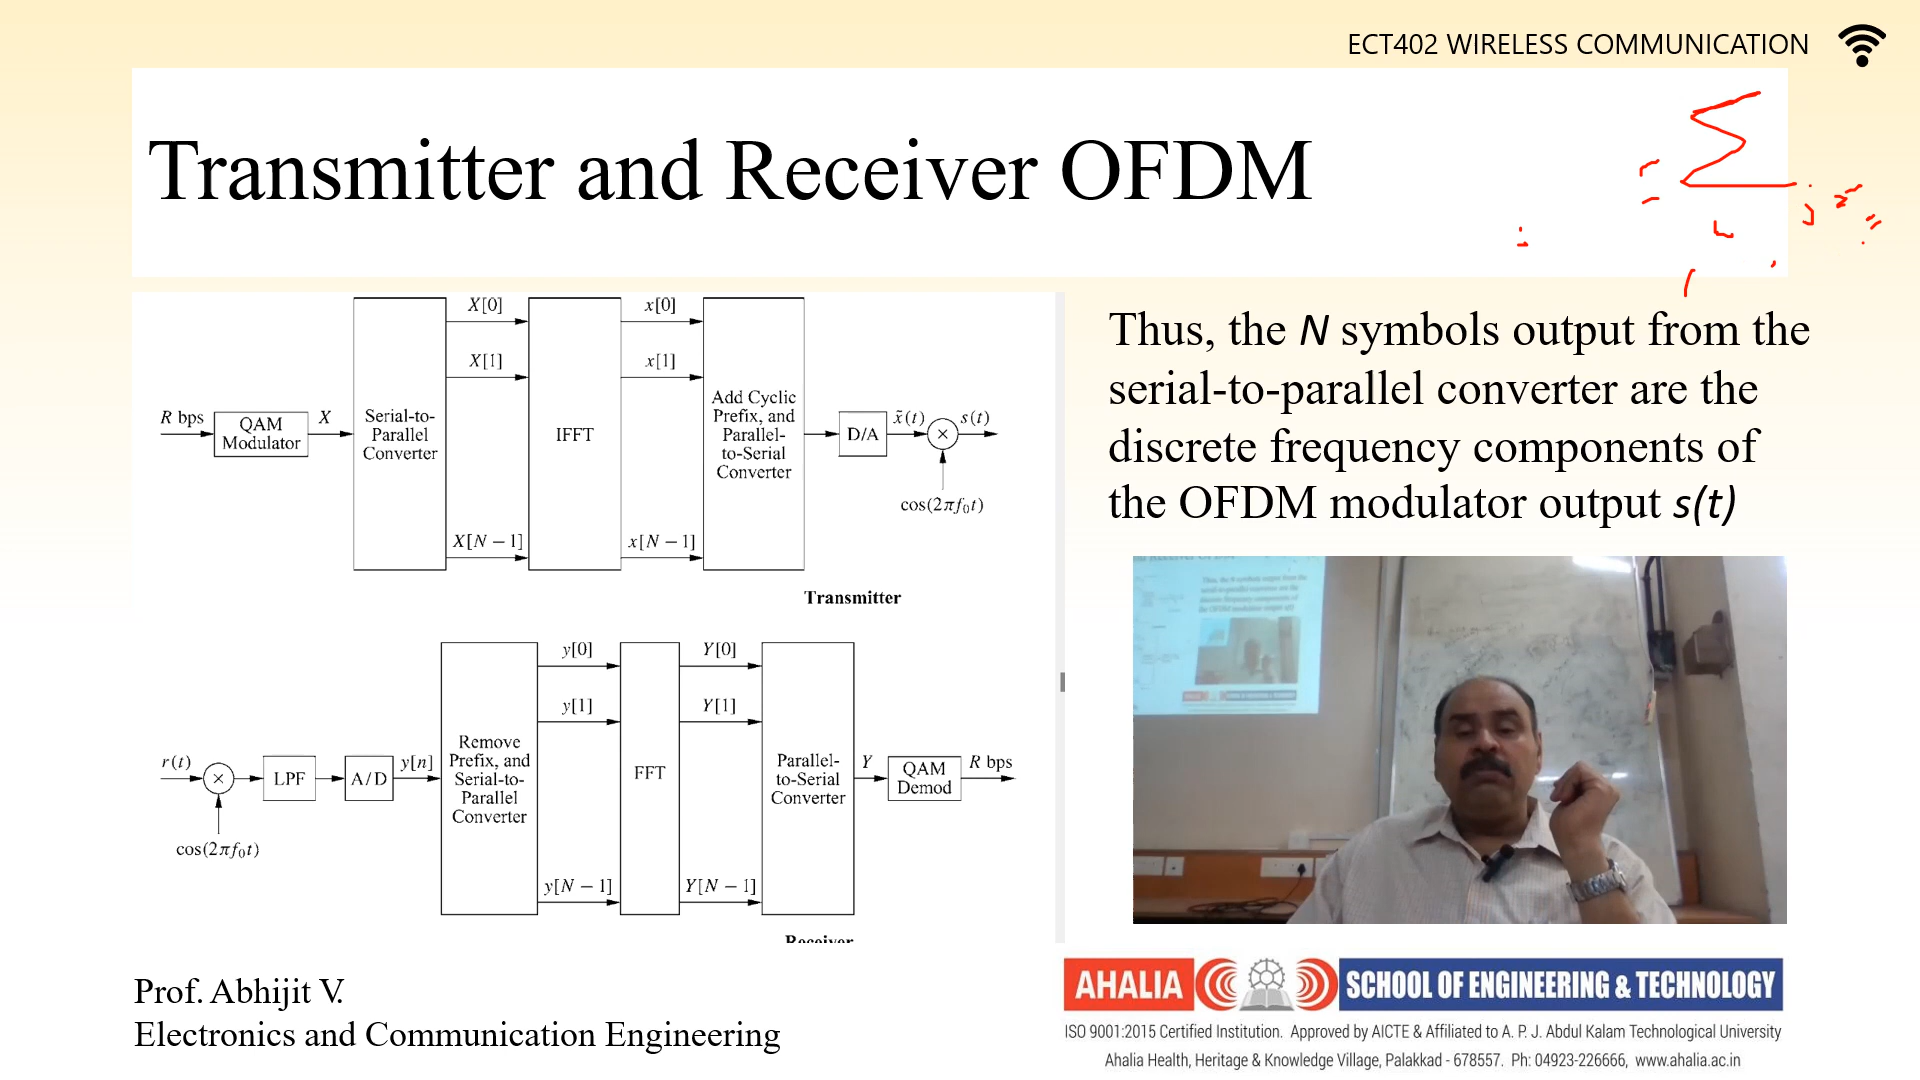 ECT402 WIRELESS COMMUNICATION
Transmitter and Receiver OFDM
Σ
X[0]
x[0]
X[1]
x[1]
R bps
QAM
Modulator
X
Serial-to-
Parallel
Converter
IFFT
Add Cyclic
Prefix, and
Parallel-
to-Serial
Converter
D/A
x̃(t)
×
s(t)
cos(2πf₀t)
X[N − 1]
x[N − 1]
Transmitter
y[0]
Y[0]
y[1]
Y[1]
r(t)
×
LPF
A/D
y[n]
Remove
Prefix, and
Serial-to-
Parallel
Converter
FFT
Parallel-
to-Serial
Converter
Y
QAM
Demod
R bps
cos(2πf₀t)
y[N − 1]
Y[N − 1]
Receiver
Thus, the N symbols output from the
serial-to-parallel converter are the
discrete frequency components of
the OFDM modulator output s(t)
Prof. Abhijit V.
Electronics and Communication Engineering
AHALIA SCHOOL OF ENGINEERING & TECHNOLOGY
ISO 9001:2015 Certified Institution. Approved by AICTE & Affiliated to A. P. J. Abdul Kalam Technological University
Ahalia Health, Heritage & Knowledge Village, Palakkad - 678557. Ph: 04923-226666, www.ahalia.ac.in